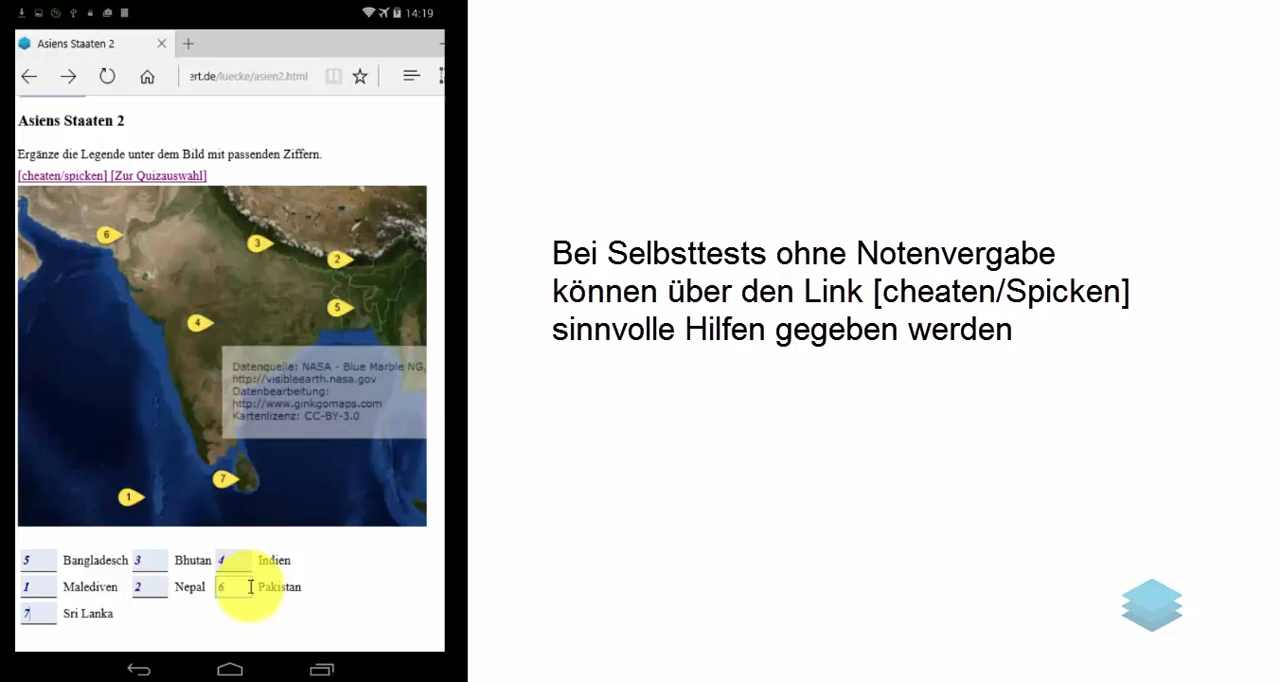 14:19
Asiens Staaten 2
ert.de/luecke/asien2.html
Asiens Staaten 2
Ergänze die Legende unter dem Bild mit passenden Ziffern.
[cheaten/spicken] [Zur Quizauswahl]
6
3
2
5
4
Datenquelle: NASA - Blue Marble NG,
http://visibleearth.nasa.gov
Datenbearbeitung:
http://www.ginkgomaps.com
Kartenlizenz: CC-BY-3.0
7
1
5 Bangladesch 3 Bhutan 4 Indien
1 Malediven 2 Nepal 6 Pakistan
7 Sri Lanka
Bei Selbsttests ohne Notenvergabe
können über den Link [cheaten/Spicken]
sinnvolle Hilfen gegeben werden